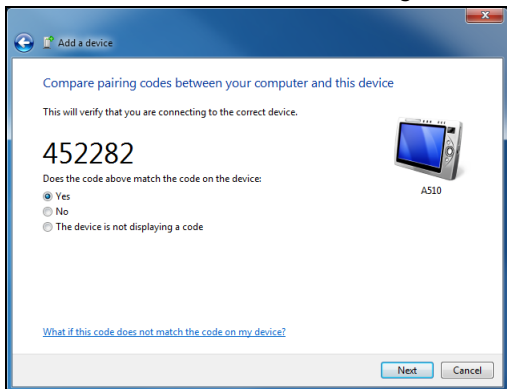 Add a device
Compare pairing codes between your computer and this device
This will verify that you are connecting to the correct device.
452282
Does the code above match the code on the device:
A510
Yes
No
The device is not displaying a code
What if this code does not match the code on my device?
Next Cancel